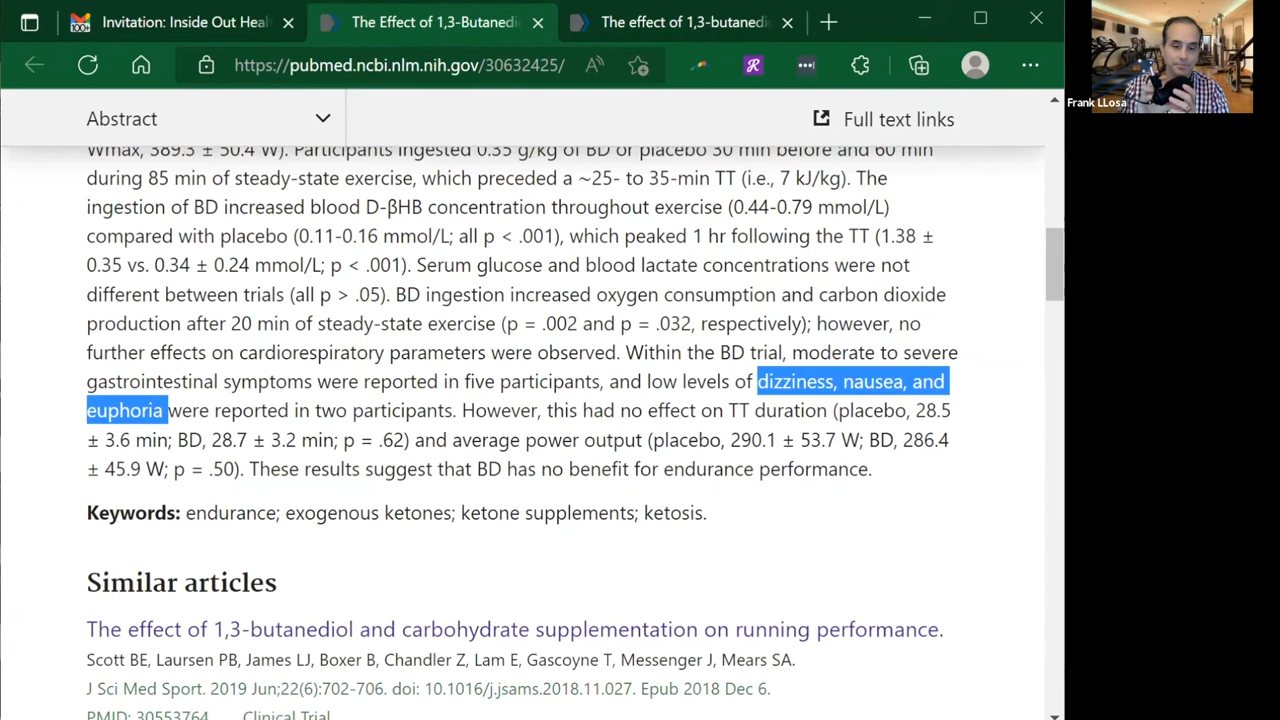 100+
Invitation: Inside Out Heal
The Effect of 1,3-Butanedi
The effect of 1,3-butanedi
https://pubmed.ncbi.nlm.nih.gov/30632425/
Frank LLosa
Abstract
Full text links
Wmax, 389.3 ± 50.4 W). Participants ingested 0.35 g/kg of BD or placebo 30 min before and 60 min
during 85 min of steady-state exercise, which preceded a ~25- to 35-min TT (i.e., 7 kJ/kg). The
ingestion of BD increased blood D-βHB concentration throughout exercise (0.44-0.79 mmol/L)
compared with placebo (0.11-0.16 mmol/L; all p < .001), which peaked 1 hr following the TT (1.38 ±
0.35 vs. 0.34 ± 0.24 mmol/L; p < .001). Serum glucose and blood lactate concentrations were not
different between trials (all p > .05). BD ingestion increased oxygen consumption and carbon dioxide
production after 20 min of steady-state exercise (p = .002 and p = .032, respectively); however, no
further effects on cardiorespiratory parameters were observed. Within the BD trial, moderate to severe
gastrointestinal symptoms were reported in five participants, and low levels of dizziness, nausea, and
euphoria were reported in two participants. However, this had no effect on TT duration (placebo, 28.5
± 3.6 min; BD, 28.7 ± 3.2 min; p = .62) and average power output (placebo, 290.1 ± 53.7 W; BD, 286.4
± 45.9 W; p = .50). These results suggest that BD has no benefit for endurance performance.
Keywords: endurance; exogenous ketones; ketone supplements; ketosis.
Similar articles
The effect of 1,3-butanediol and carbohydrate supplementation on running performance.
Scott BE, Laursen PB, James LJ, Boxer B, Chandler Z, Lam E, Gascoyne T, Messenger J, Mears SA.
J Sci Med Sport. 2019 Jun;22(6):702-706. doi: 10.1016/j.jsams.2018.11.027. Epub 2018 Dec 6.
PMID: 30553764 Clinical Trial